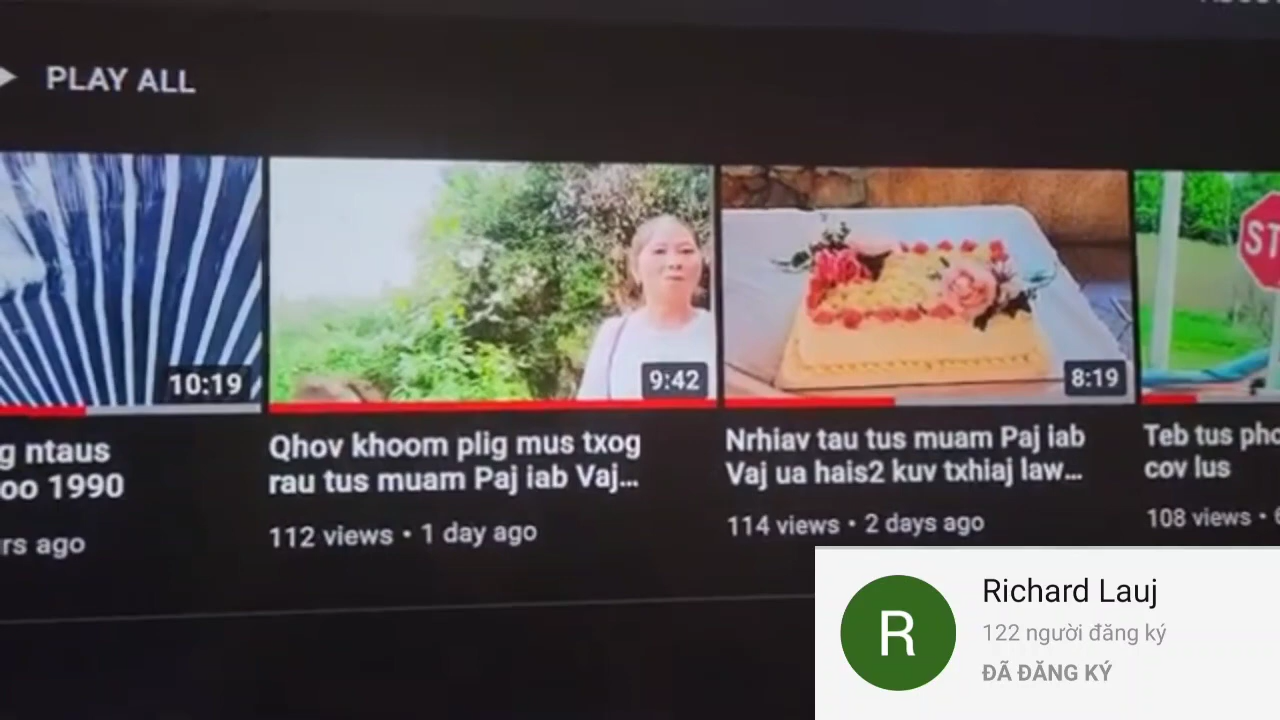 PLAY ALL
10:19
9:42
8:19
ST
g ntaus
oo 1990
rs ago
Qhov khoom plig mus txog
rau tus muam Paj iab Vaj...
112 views • 1 day ago
Nrhiav tau tus muam Paj iab
Vaj ua hais2 kuv txhiaj law...
114 views • 2 days ago
Teb tus pho
cov lus
108 views •
Richard Lauj
122 người đăng ký
ĐÃ ĐĂNG KÝ
R